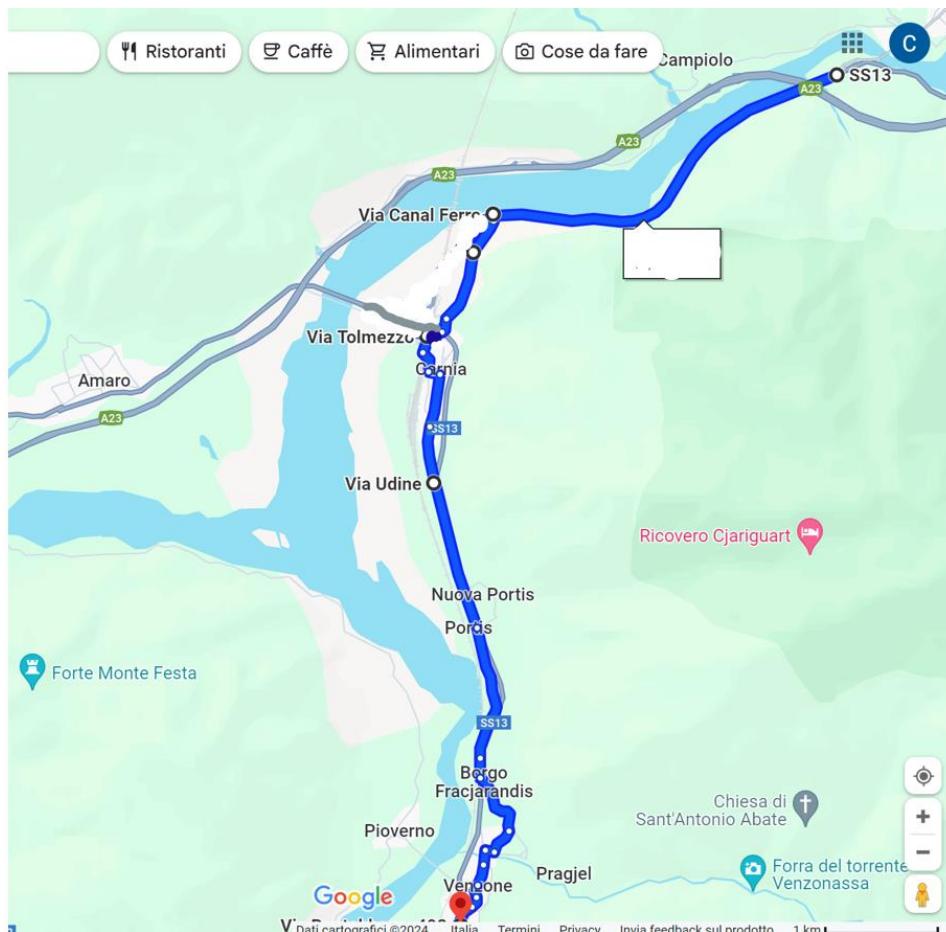 Ristoranti
Caffè
Alimentari
Cose da fare
Campiolo
C
SS13
A23
A23
A23
Via Canal Ferro
Via Tolmezzo
Carnia
Amaro
A23
SS13
Via Udine
Ricovero Cjariguart
Nuova Portis
Portis
Forte Monte Festa
SS13
Borgo
Fracjarandis
Chiesa di
Sant'Antonio Abate
Pioverno
Pragjel
Forra del torrente
Venzonassa
Venzone
Google
Dati cartografici ©2024 Italia Termini Privacy Invia feedback sul prodotto 1 km